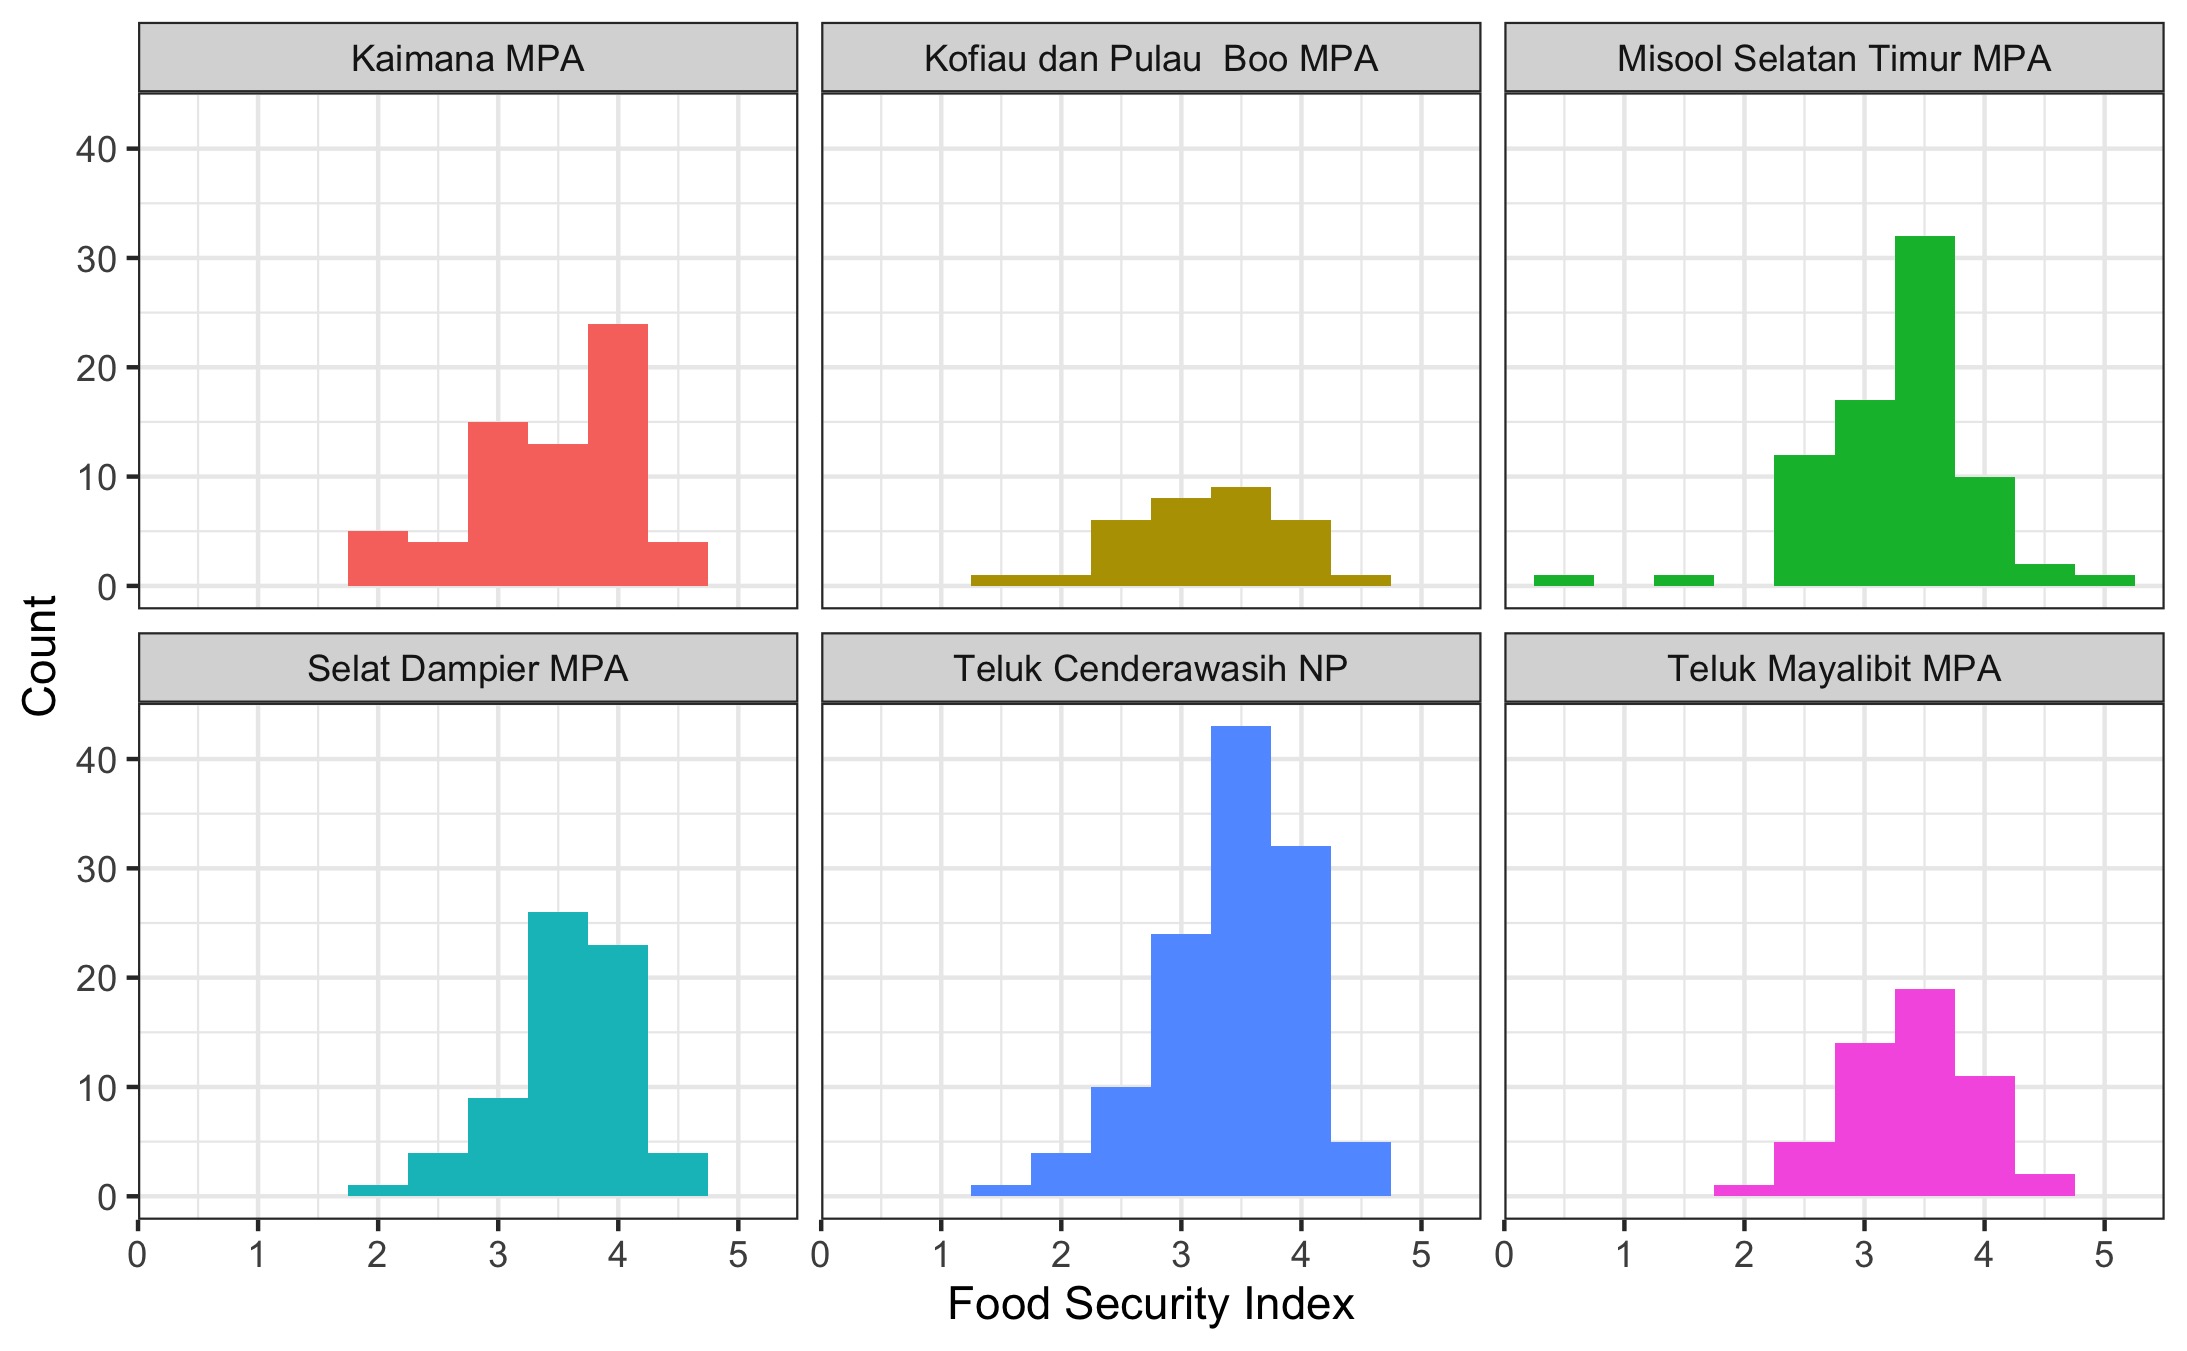 Kaimana MPA
Kofiau dan Pulau  Boo MPA
Misool Selatan Timur MPA
40
30
20
10
0
Count
Selat Dampier MPA
Teluk Cenderawasih NP
Teluk Mayalibit MPA
40
30
20
10
0
0 1 2 3 4 5
0 1 2 3 4 5
0 1 2 3 4 5
Food Security Index